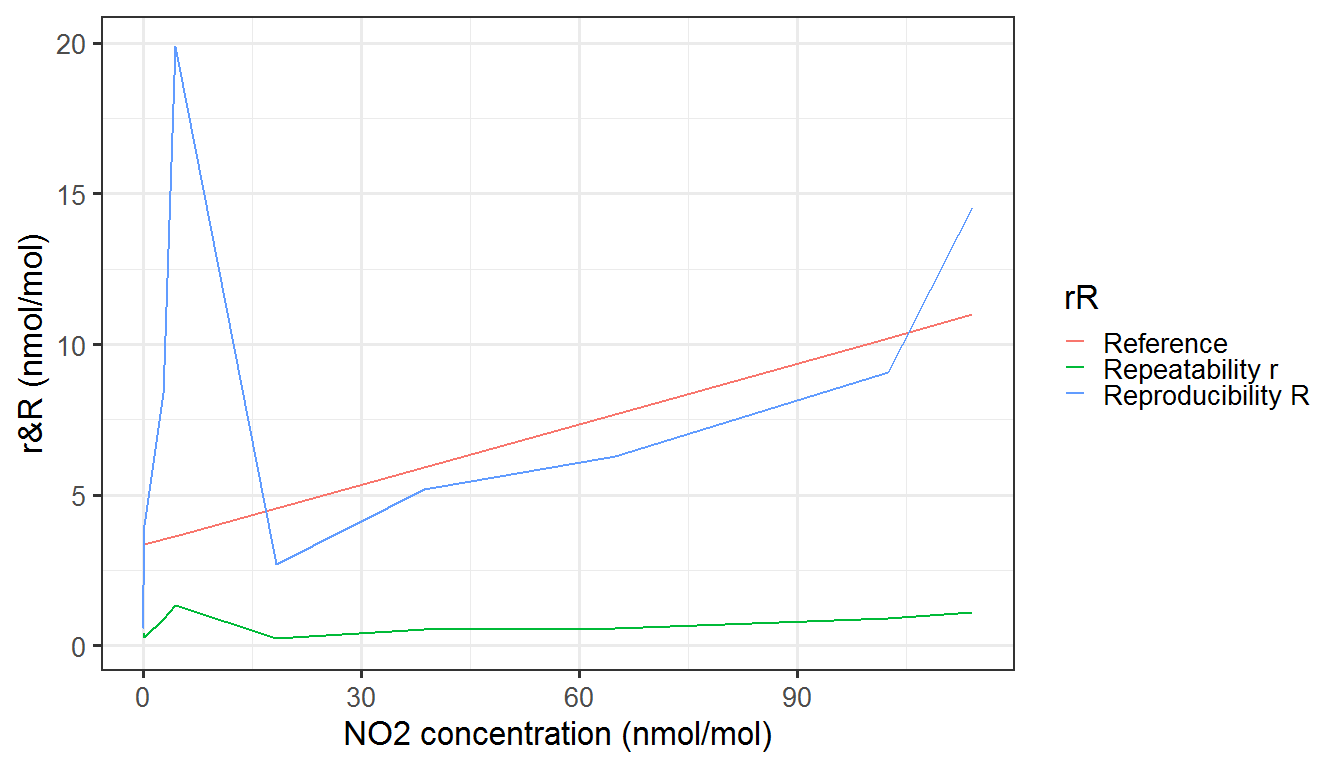 20
15
10
5
0
r&R (nmol/mol)
0 30 60 90
NO2 concentration (nmol/mol)
rR
Reference
Repeatability r
Reproducibility R